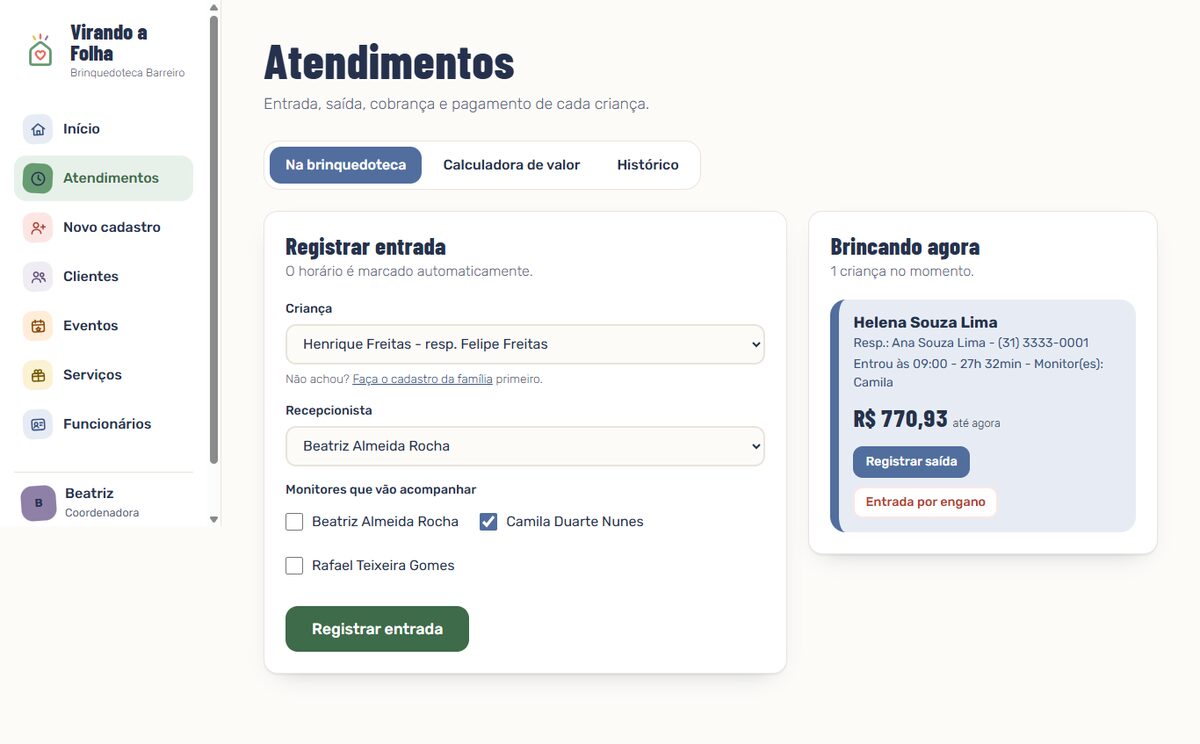 Virando a
Folha
Brinquedoteca Barreiro
Início
Atendimentos
Novo cadastro
Clientes
Eventos
Serviços
Funcionários
B
Beatriz
Coordenadora
Atendimentos
Entrada, saída, cobrança e pagamento de cada criança.
Na brinquedoteca
Calculadora de valor
Histórico
Registrar entrada
O horário é marcado automaticamente.
Criança
Henrique Freitas - resp. Felipe Freitas
Não achou? Faça o cadastro da família primeiro.
Recepcionista
Beatriz Almeida Rocha
Monitores que vão acompanhar
Beatriz Almeida Rocha
Camila Duarte Nunes
Rafael Teixeira Gomes
Registrar entrada
Brincando agora
1 criança no momento.
Helena Souza Lima
Resp.: Ana Souza Lima - (31) 3333-0001
Entrou às 09:00 - 27h 32min - Monitor(es):
Camila
R$ 770,93 até agora
Registrar saída
Entrada por engano